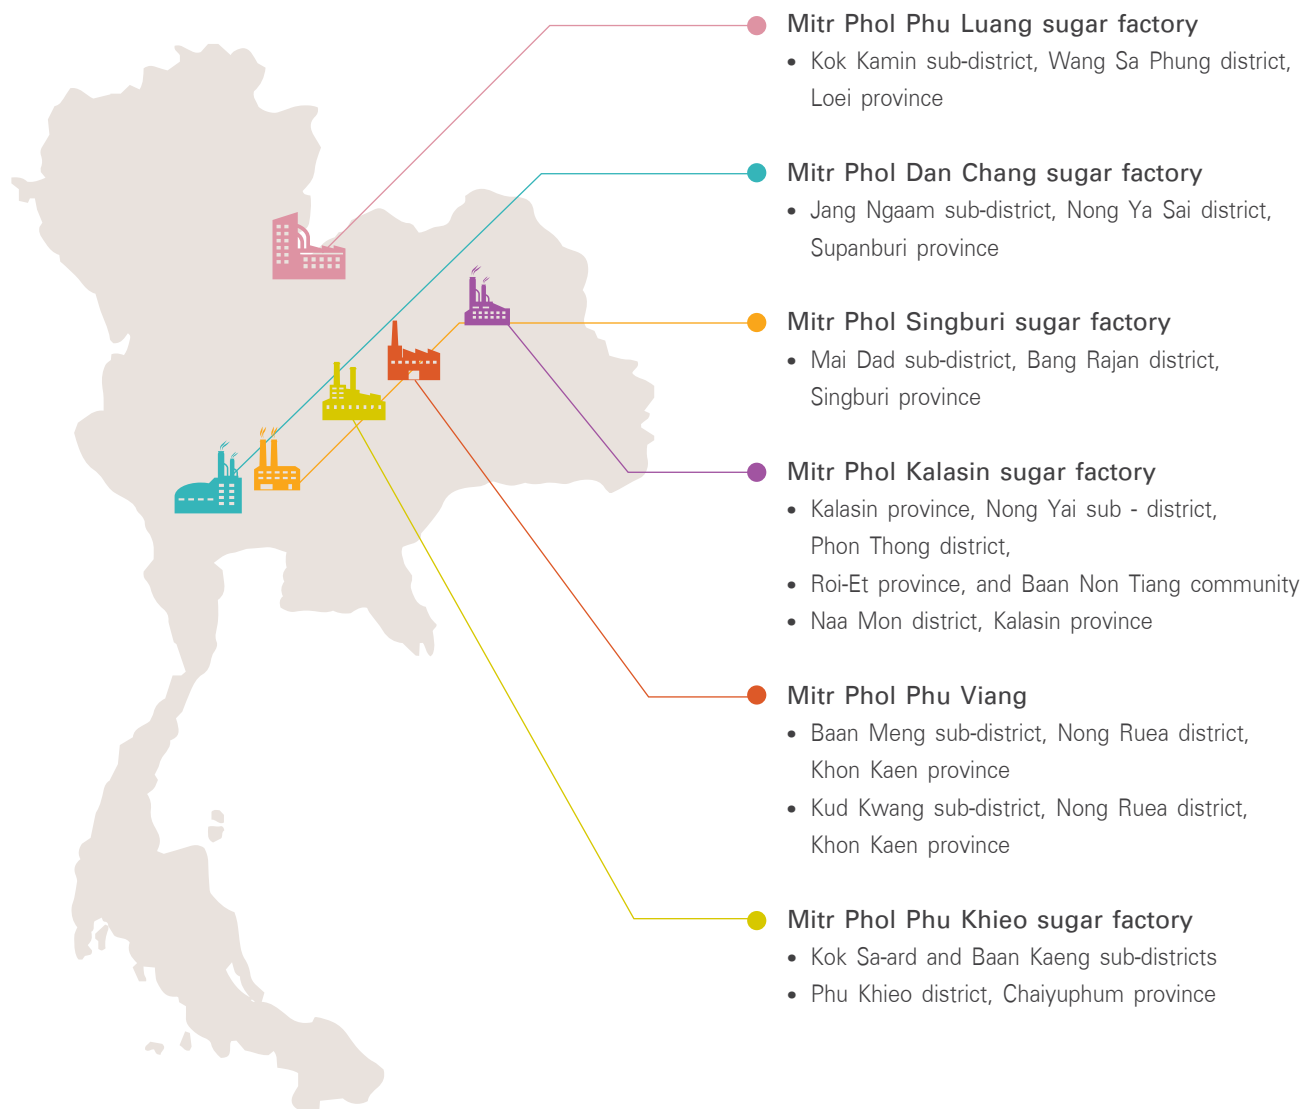 Mitr Phol Phu Luang sugar factory
• Kok Kamin sub-district, Wang Sa Phung district,
Loei province
Mitr Phol Dan Chang sugar factory
• Jang Ngaam sub-district, Nong Ya Sai district,
Supanburi province
Mitr Phol Singburi sugar factory
• Mai Dad sub-district, Bang Rajan district,
Singburi province
Mitr Phol Kalasin sugar factory
• Kalasin province, Nong Yai sub - district,
Phon Thong district,
• Roi-Et province, and Baan Non Tiang community
• Naa Mon district, Kalasin province
Mitr Phol Phu Viang
• Baan Meng sub-district, Nong Ruea district,
Khon Kaen province
• Kud Kwang sub-district, Nong Ruea district,
Khon Kaen province
Mitr Phol Phu Khieo sugar factory
• Kok Sa-ard and Baan Kaeng sub-districts
• Phu Khieo district, Chaiyuphum province